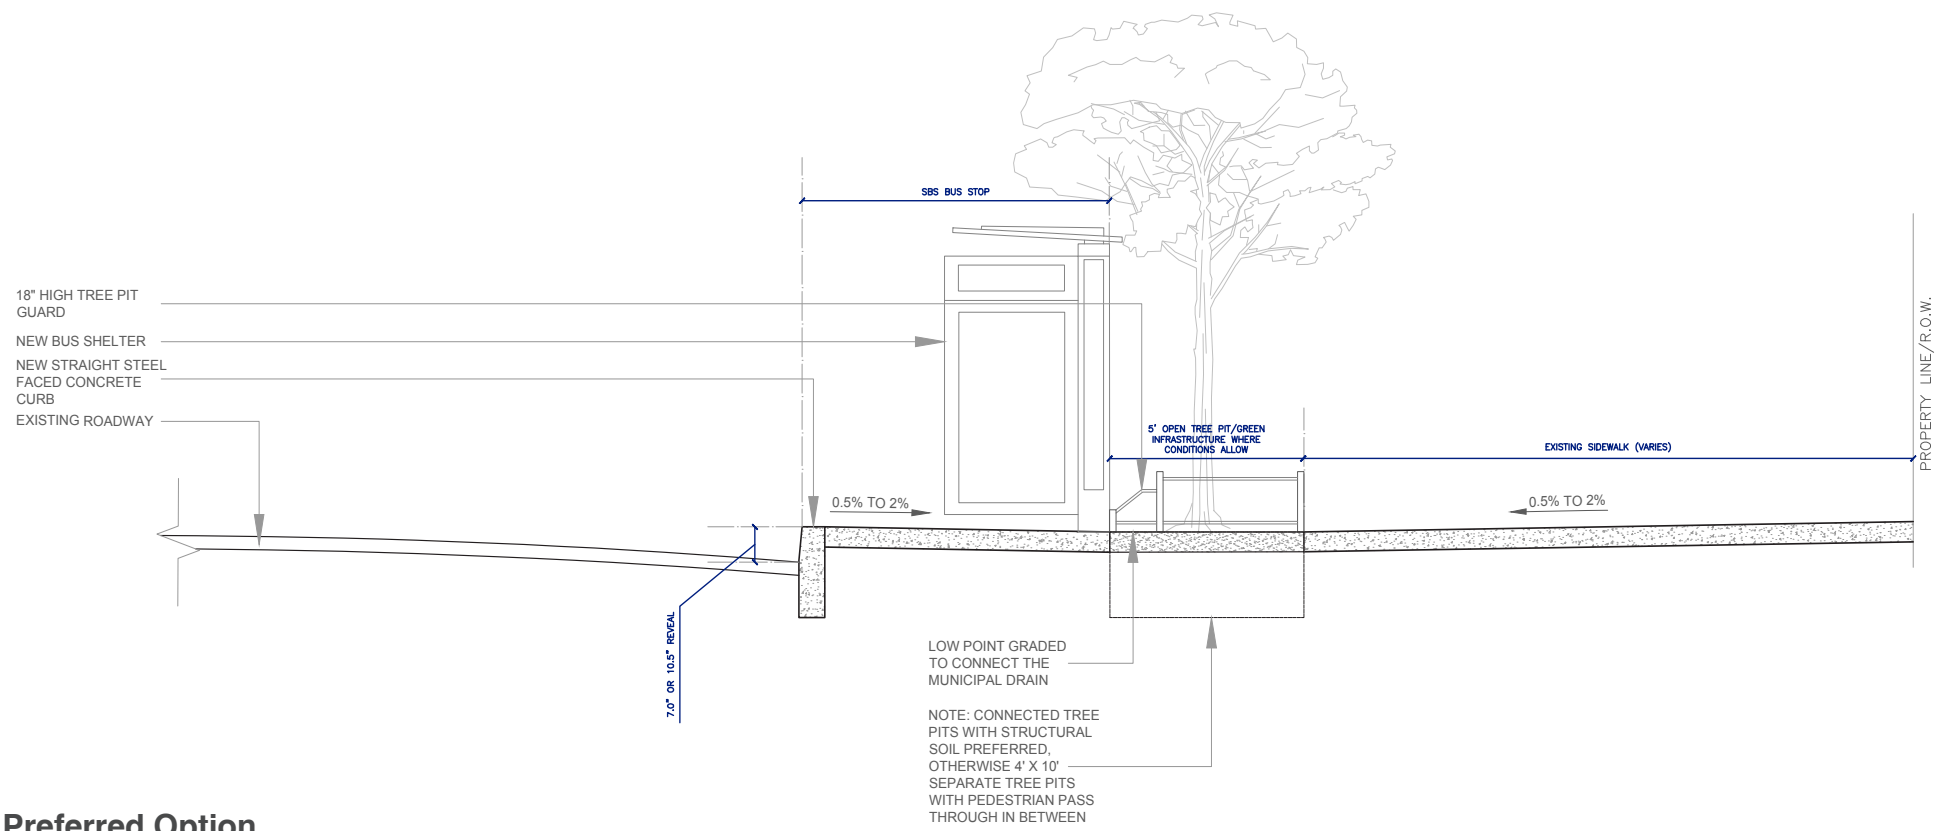 SBS BUS STOP
18" HIGH TREE PIT
GUARD
NEW BUS SHELTER
NEW STRAIGHT STEEL
FACED CONCRETE
CURB
EXISTING ROADWAY
5' OPEN TREE PIT/GREEN
INFRASTRUCTURE WHERE
CONDITIONS ALLOW
EXISTING SIDEWALK (VARIES)
PROPERTY LINE/R.O.W.
0.5% TO 2%
0.5% TO 2%
7.0" OR 10.5" REVEAL
LOW POINT GRADED
TO CONNECT THE
MUNICIPAL DRAIN
NOTE: CONNECTED TREE
PITS WITH STRUCTURAL
SOIL PREFERRED,
OTHERWISE 4' X 10'
SEPARATE TREE PITS
WITH PEDESTRIAN PASS
THROUGH IN BETWEEN
Preferred Option